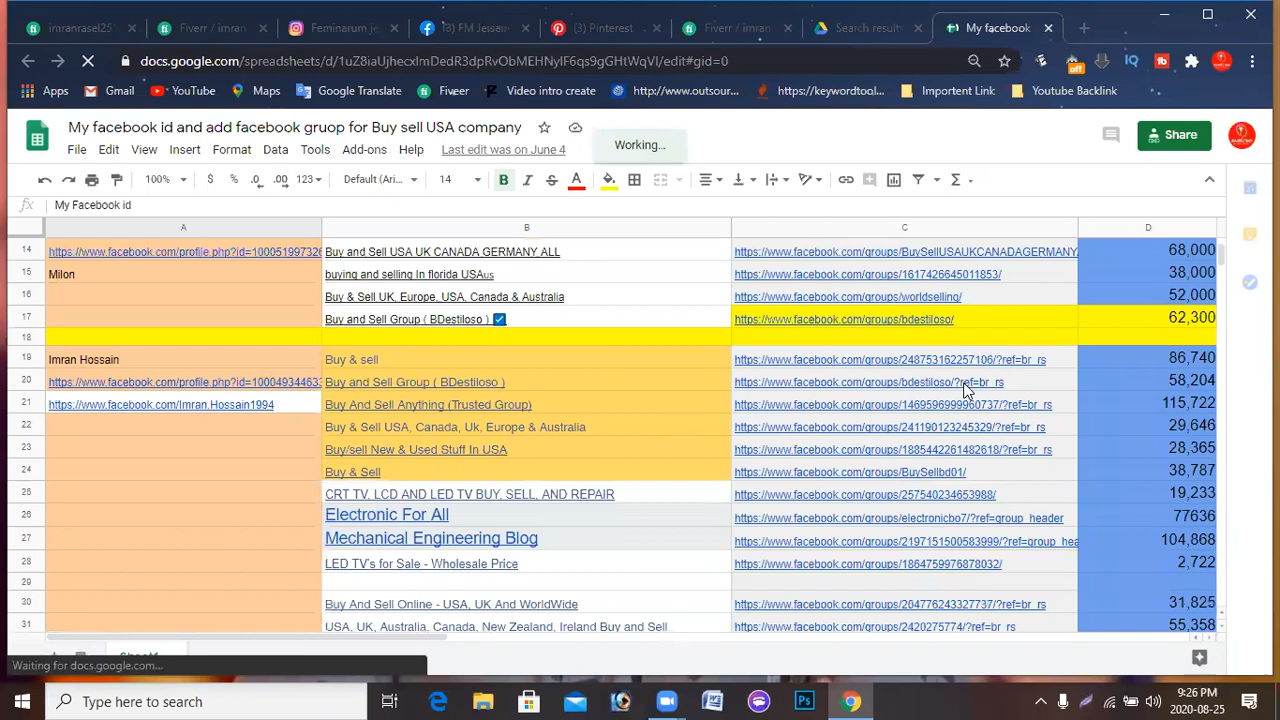 imranrasel25
Fiverr / imran
Feminarum je
(8) FM Jessen
(3) Pinterest
Fiverr / imran
Search results
My facebook
docs.google.com/spreadsheets/d/1uZ8iaUjhecxlmDedR3dpRvObMEHNyIF6qs9gGHtWqVI/edit#gid=0
Apps
Gmail
YouTube
Maps
Google Translate
Fiveer
Video intro create
http://www.outsour...
https://keywordtool...
Importent Link
Youtube Backlink
My facebook id and add facebook gruop for Buy sell USA company
Working...
Share
File Edit View Insert Format Data Tools Add-ons Help Last edit was on June 4
100% $ % .0 .00 123 Default (Ari... 14 B I S A
fx My Facebook id
A B C D
14 https://www.facebook.com/profile.php?id=100051997326 Buy and Sell USA UK CANADA GERMANY ALL https://www.facebook.com/groups/BuySellUSAUKCANADAGERMANY 68,000
15 Milon buying and selling In florida USAus https://www.facebook.com/groups/1617426645011853/ 38,000
16 Buy & Sell UK, Europe, USA, Canada & Australia https://www.facebook.com/groups/worldselling/ 52,000
17 Buy and Sell Group ( BDestiloso ) https://www.facebook.com/groups/bdestiloso/ 62,300
18
19 Imran Hossain Buy & sell https://www.facebook.com/groups/248753162257106/?ref=br_rs 86,740
20 https://www.facebook.com/profile.php?id=100049344633 Buy and Sell Group ( BDestiloso ) https://www.facebook.com/groups/bdestiloso/?ref=br_rs 58,204
21 https://www.facebook.com/Imran.Hossain1994 Buy And Sell Anything (Trusted Group) https://www.facebook.com/groups/1469596999960737/?ref=br_rs 115,722
22 Buy & Sell USA, Canada, Uk, Europe & Australia https://www.facebook.com/groups/241190123245329/?ref=br_rs 29,646
23 Buy/sell New & Used Stuff In USA https://www.facebook.com/groups/1885442261482618/?ref=br_rs 28,365
24 Buy & Sell https://www.facebook.com/groups/BuySellbd01/ 38,787
25 CRT TV, LCD AND LED TV BUY, SELL, AND REPAIR https://www.facebook.com/groups/257540234653988/ 19,233
26 Electronic For All https://www.facebook.com/groups/electronicbo7/?ref=group_header 77636
27 Mechanical Engineering Blog https://www.facebook.com/groups/2197151500583999/?ref=group_hea 104,868
28 LED TV's for Sale - Wholesale Price https://www.facebook.com/groups/1864759976878032/ 2,722
29
30 Buy And Sell Online - USA, UK And WorldWide https://www.facebook.com/groups/204776243327737/?ref=br_rs 31,825
31 USA, UK, Australia, Canada, New Zealand, Ireland Buy and Sell https://www.facebook.com/groups/2420275774/?ref=br_rs 55,358
Waiting for docs.google.com...
Type here to search
9:26 PM
2020-08-25